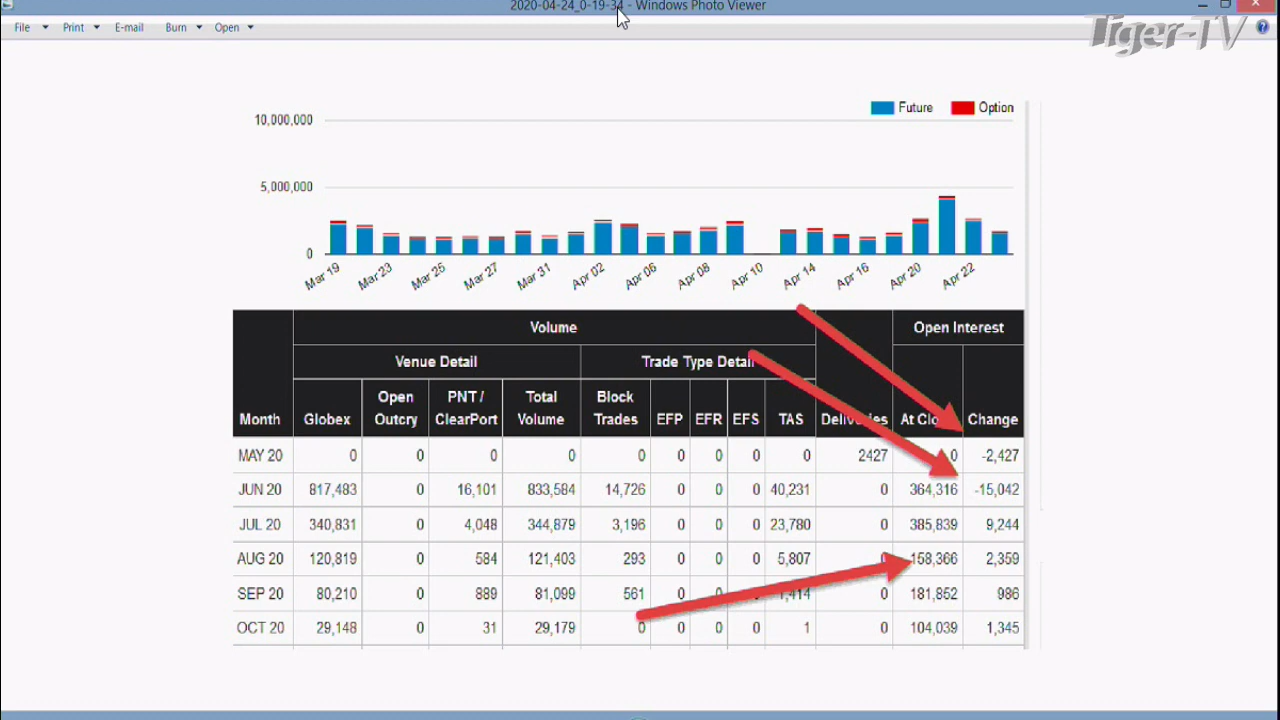 2020-04-24_0-19-34 - Windows Photo Viewer
File Print E-mail Burn Open
Tiger-TV
Future Option
10,000,000
5,000,000
0
Mar 19 Mar 23 Mar 25 Mar 27 Mar 31 Apr 02 Apr 06 Apr 08 Apr 10 Apr 14 Apr 16 Apr 20 Apr 22
Volume Open Interest
Venue Detail Trade Type Detail
Month Globex Open Outcry PNT / ClearPort Total Volume Block Trades EFP EFR EFS TAS Deliveries At Change
MAY 20 0 0 0 0 0 0 0 0 0 2427 0 -2,427
JUN 20 817,483 0 16,101 833,584 14,726 0 0 0 40,231 0 364,316 -15,042
JUL 20 340,831 0 4,048 344,879 3,196 0 0 0 23,780 0 385,839 9,244
AUG 20 120,819 0 584 121,403 293 0 0 0 5,807 0 158,366 2,359
SEP 20 80,210 0 889 81,099 561 0 0 0 1,414 0 181,852 986
OCT 20 29,148 0 31 29,179 0 0 0 0 1 0 104,039 1,345